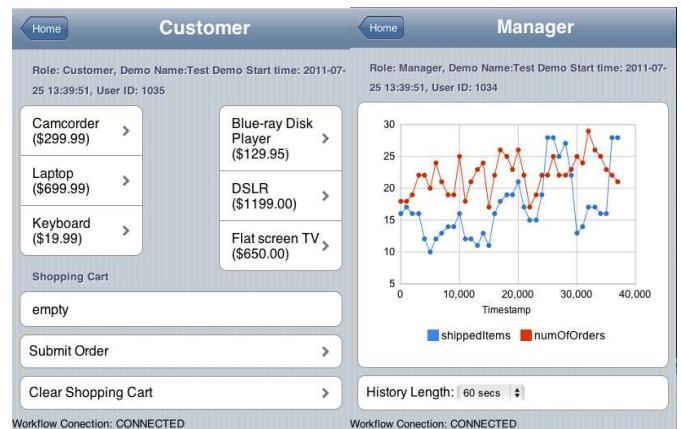 Home
Customer
Role: Customer, Demo Name:Test Demo Start time: 2011-07-
25 13:39:51, User ID: 1035
Camcorder
($299.99)
Laptop
($699.99)
Keyboard
($19.99)
Blue-ray Disk
Player
($129.95)
DSLR
($1199.00)
Flat screen TV
($650.00)
Shopping Cart
empty
Submit Order
Clear Shopping Cart
Workflow Conection: CONNECTED
Home
Manager
Role: Manager, Demo Name:Test Demo Start time: 2011-07-
25 13:39:51, User ID: 1034
30
25
20
15
10
5
0 10,000 20,000 30,000 40,000
Timestamp
shippedItems numOfOrders
History Length: 60 secs
Workflow Conection: CONNECTED